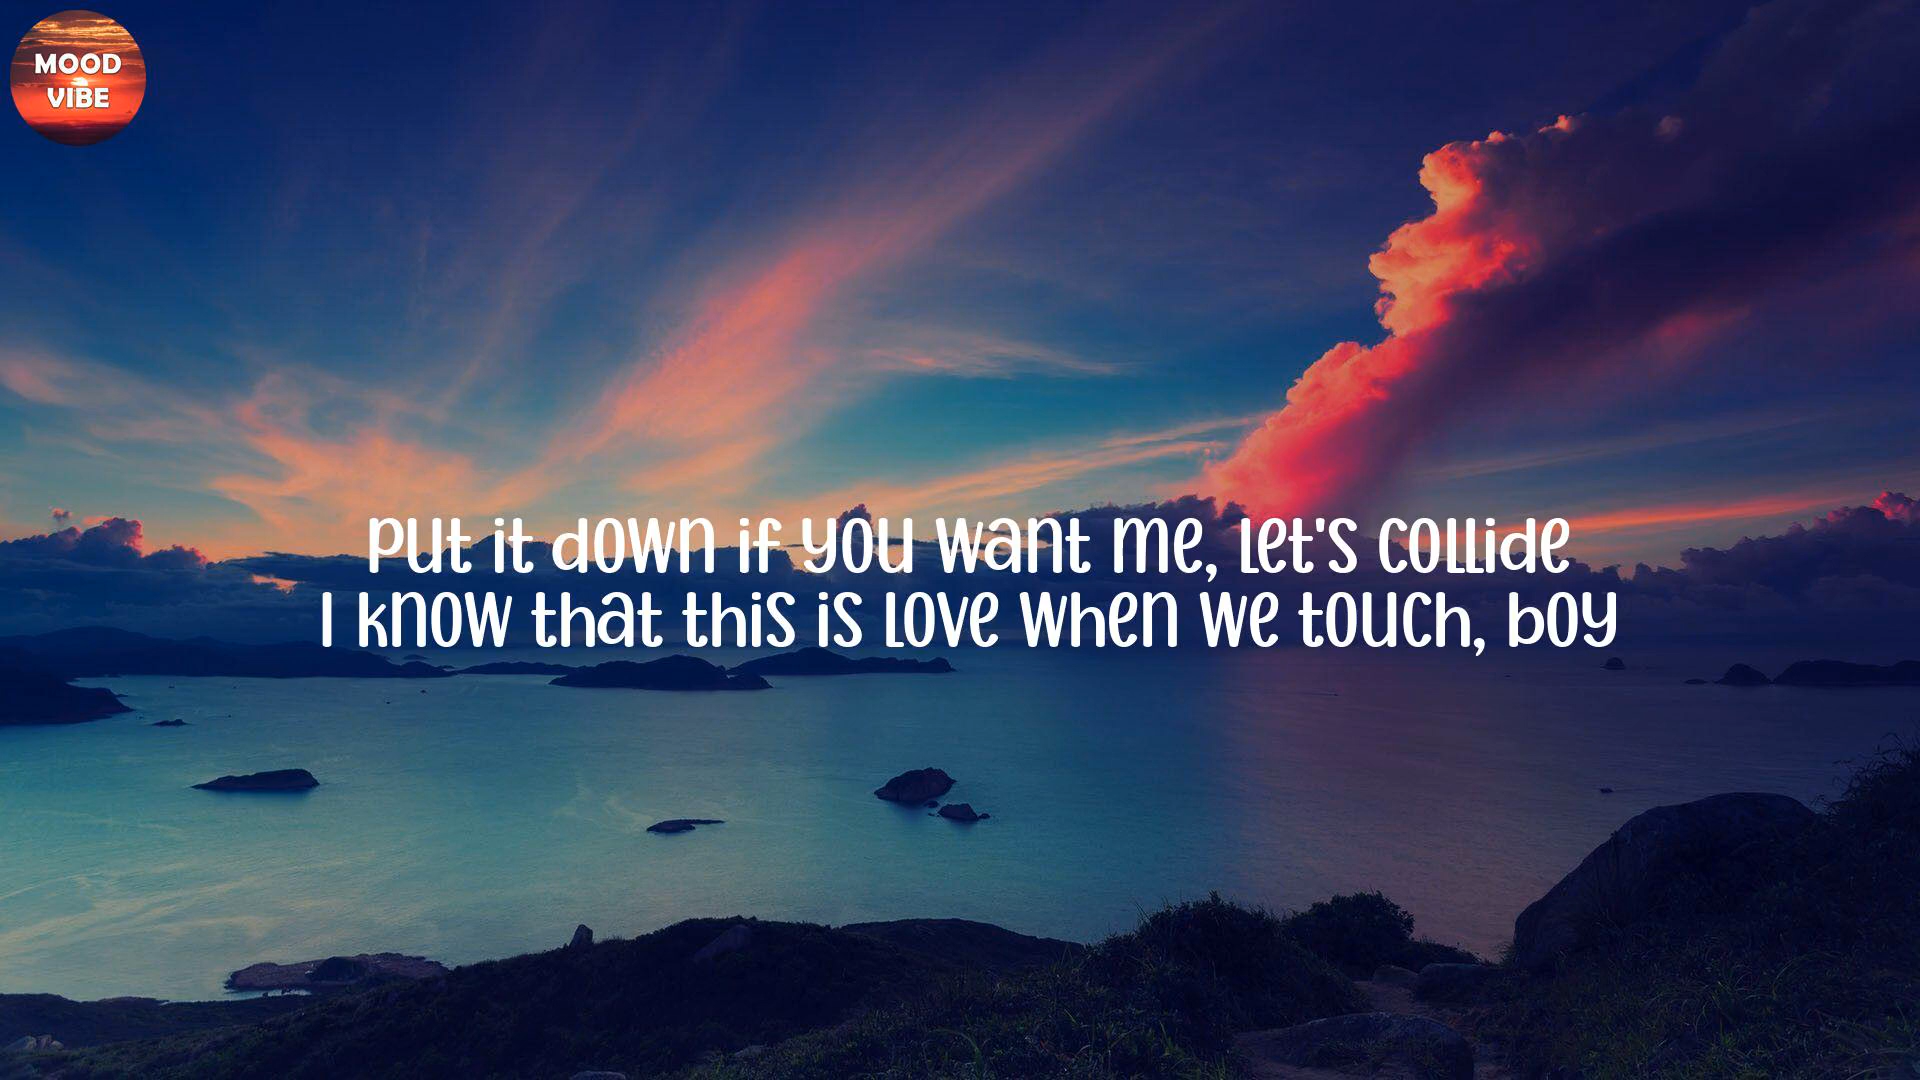 MOOD
VIBE
Put it down if you want me, let's collide
I know that this is love when we touch, boy